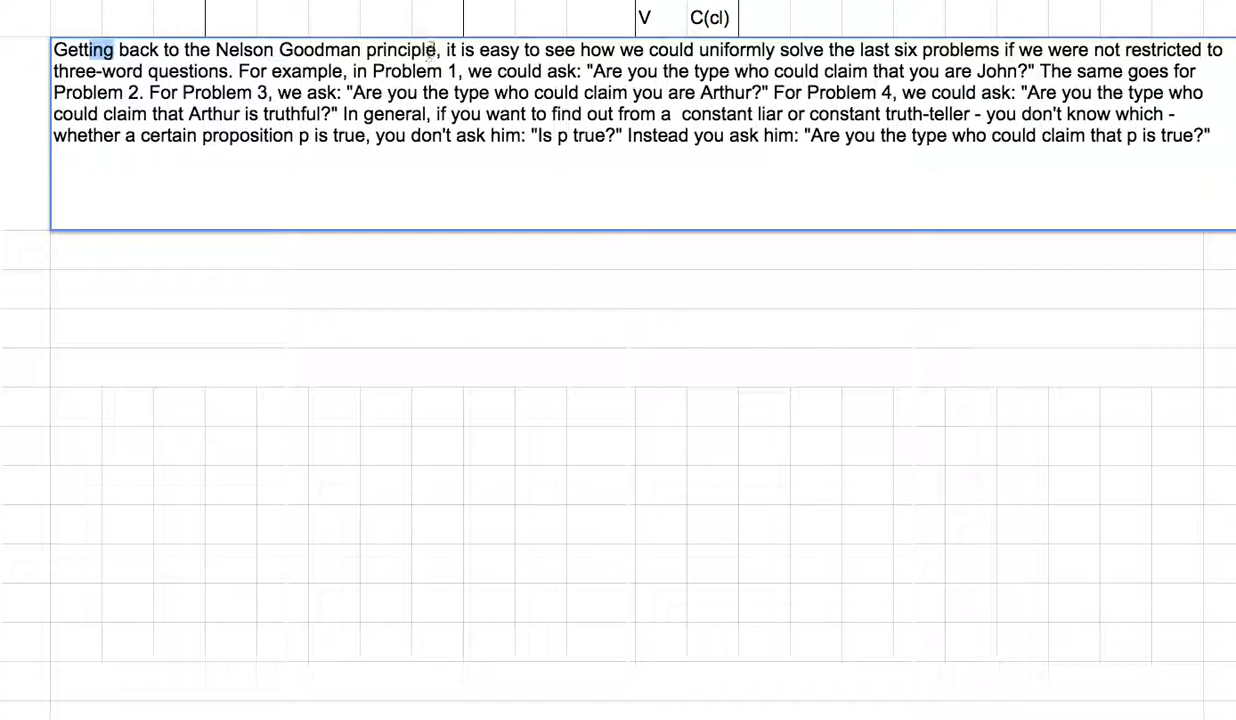 V C(cl)
Getting back to the Nelson Goodman principle, it is easy to see how we could uniformly solve the last six problems if we were not restricted to
three-word questions. For example, in Problem 1, we could ask: "Are you the type who could claim that you are John?" The same goes for
Problem 2. For Problem 3, we ask: "Are you the type who could claim you are Arthur?" For Problem 4, we could ask: "Are you the type who
could claim that Arthur is truthful?" In general, if you want to find out from a  constant liar or constant truth-teller - you don't know which -
whether a certain proposition p is true, you don't ask him: "Is p true?" Instead you ask him: "Are you the type who could claim that p is true?"